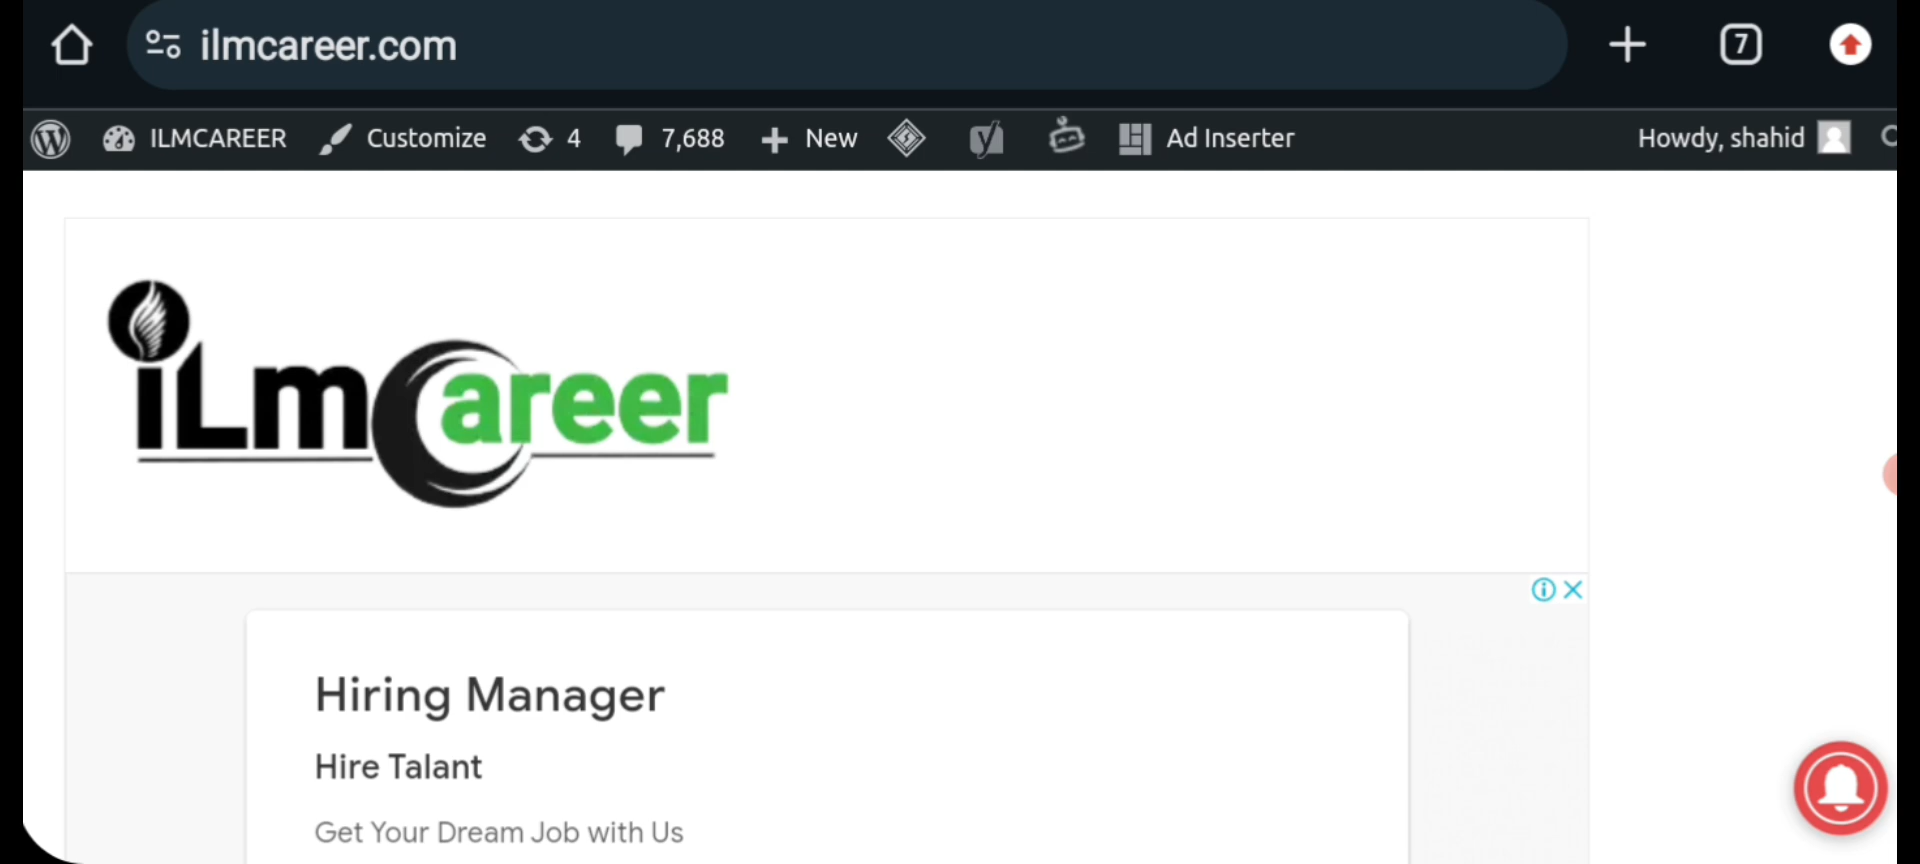 ilmcareer.com
7
ILMCAREER Customize 4 7,688 New Ad Inserter Howdy, shahid
iLmCareer
Hiring Manager
Hire Talant
Get Your Dream Job with Us